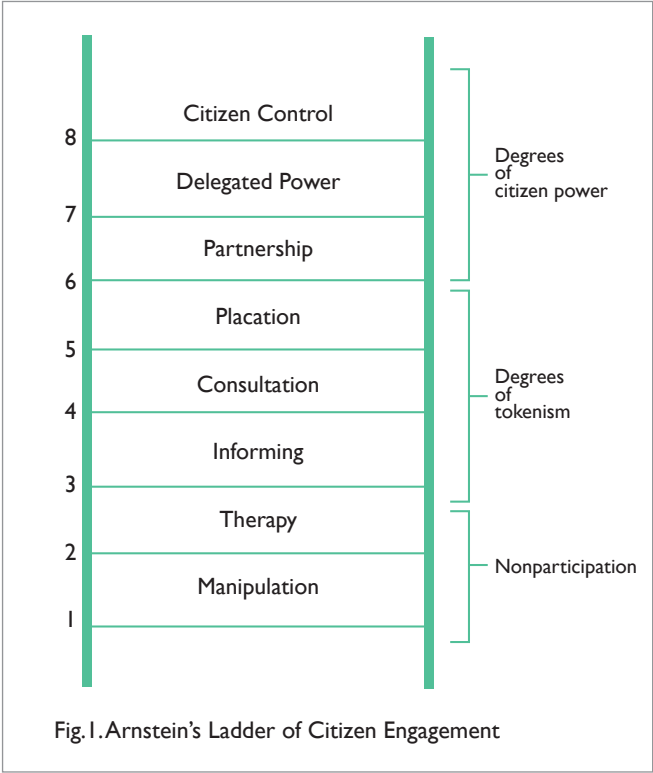 Citizen Control
8
Delegated Power
7
Partnership
6
Placation
5
Consultation
4
Informing
3
Therapy
2
Manipulation
1
Degrees
of
citizen power
Degrees
of
tokenism
Nonparticipation
Fig.1. Arnstein's Ladder of Citizen Engagement